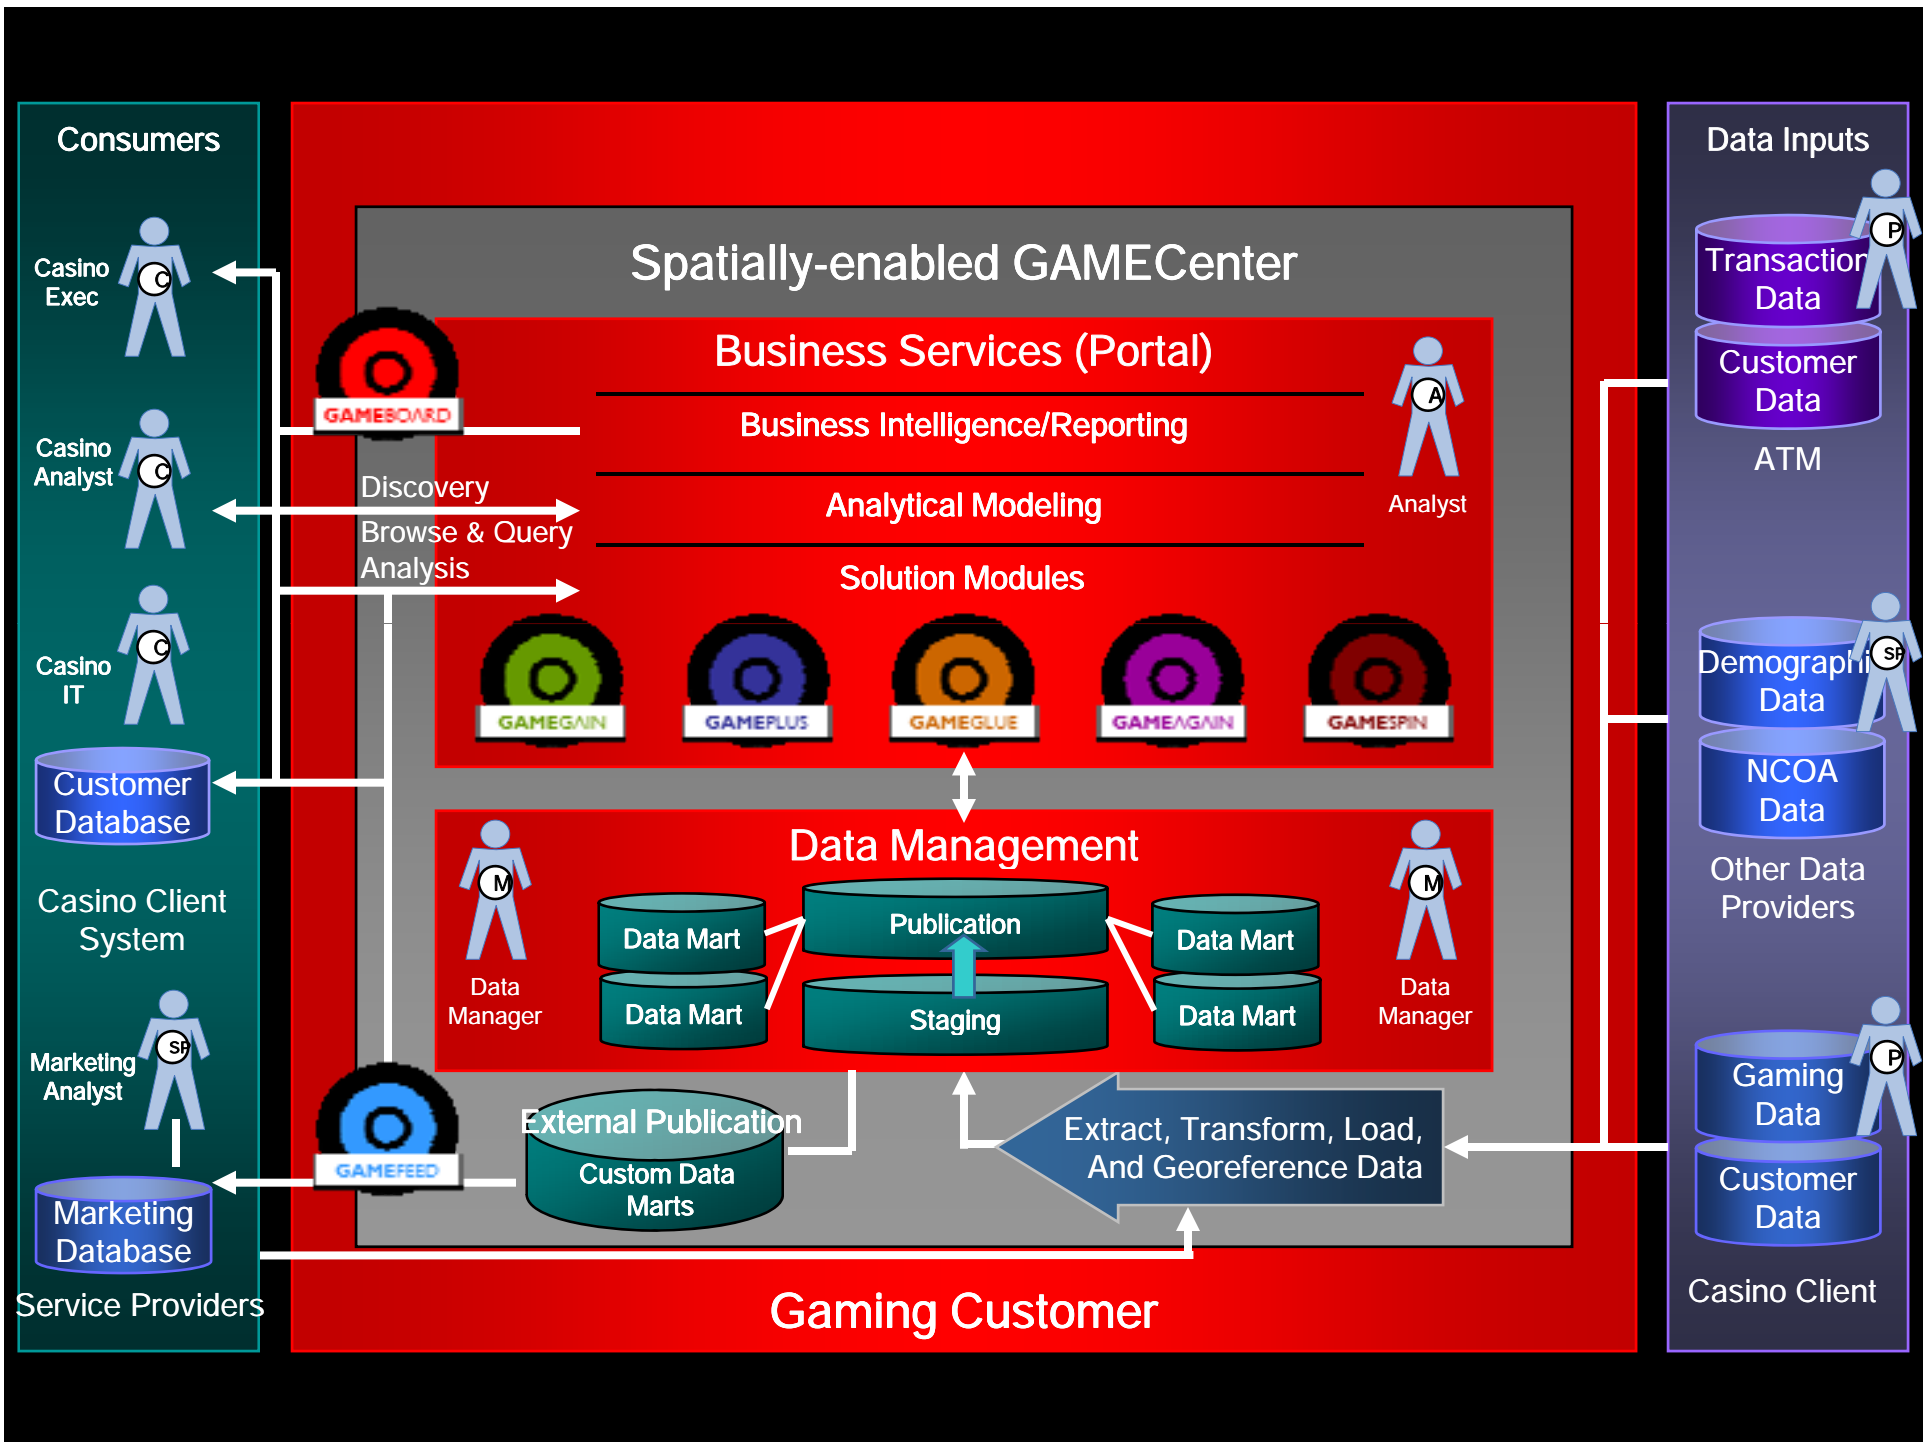 Consumers
Casino
Exec
C
Casino
Analyst
C
Casino
IT
C
Customer
Database
Casino Client
System
Marketing
Analyst
SP
Marketing
Database
Service Providers
Spatially-enabled GAMECenter
GAMEBOARD
Business Services (Portal)
Business Intelligence/Reporting
A
Analyst
Discovery
Browse & Query
Analysis
Analytical Modeling
Solution Modules
GAMEGAIN
GAMEPLUS
GAMEGLUE
GAMEAGAIN
GAMESPIN
Data Management
M
Data
Manager
Data Mart
Data Mart
Publication
Staging
Data Mart
Data Mart
M
Data
Manager
GAMEFEED
External Publication
Custom Data
Marts
Extract, Transform, Load,
And Georeference Data
Gaming Customer
Data Inputs
P
Transaction
Data
Customer
Data
ATM
SP
Demographi
Data
NCOA
Data
Other Data
Providers
P
Gaming
Data
Customer
Data
Casino Client